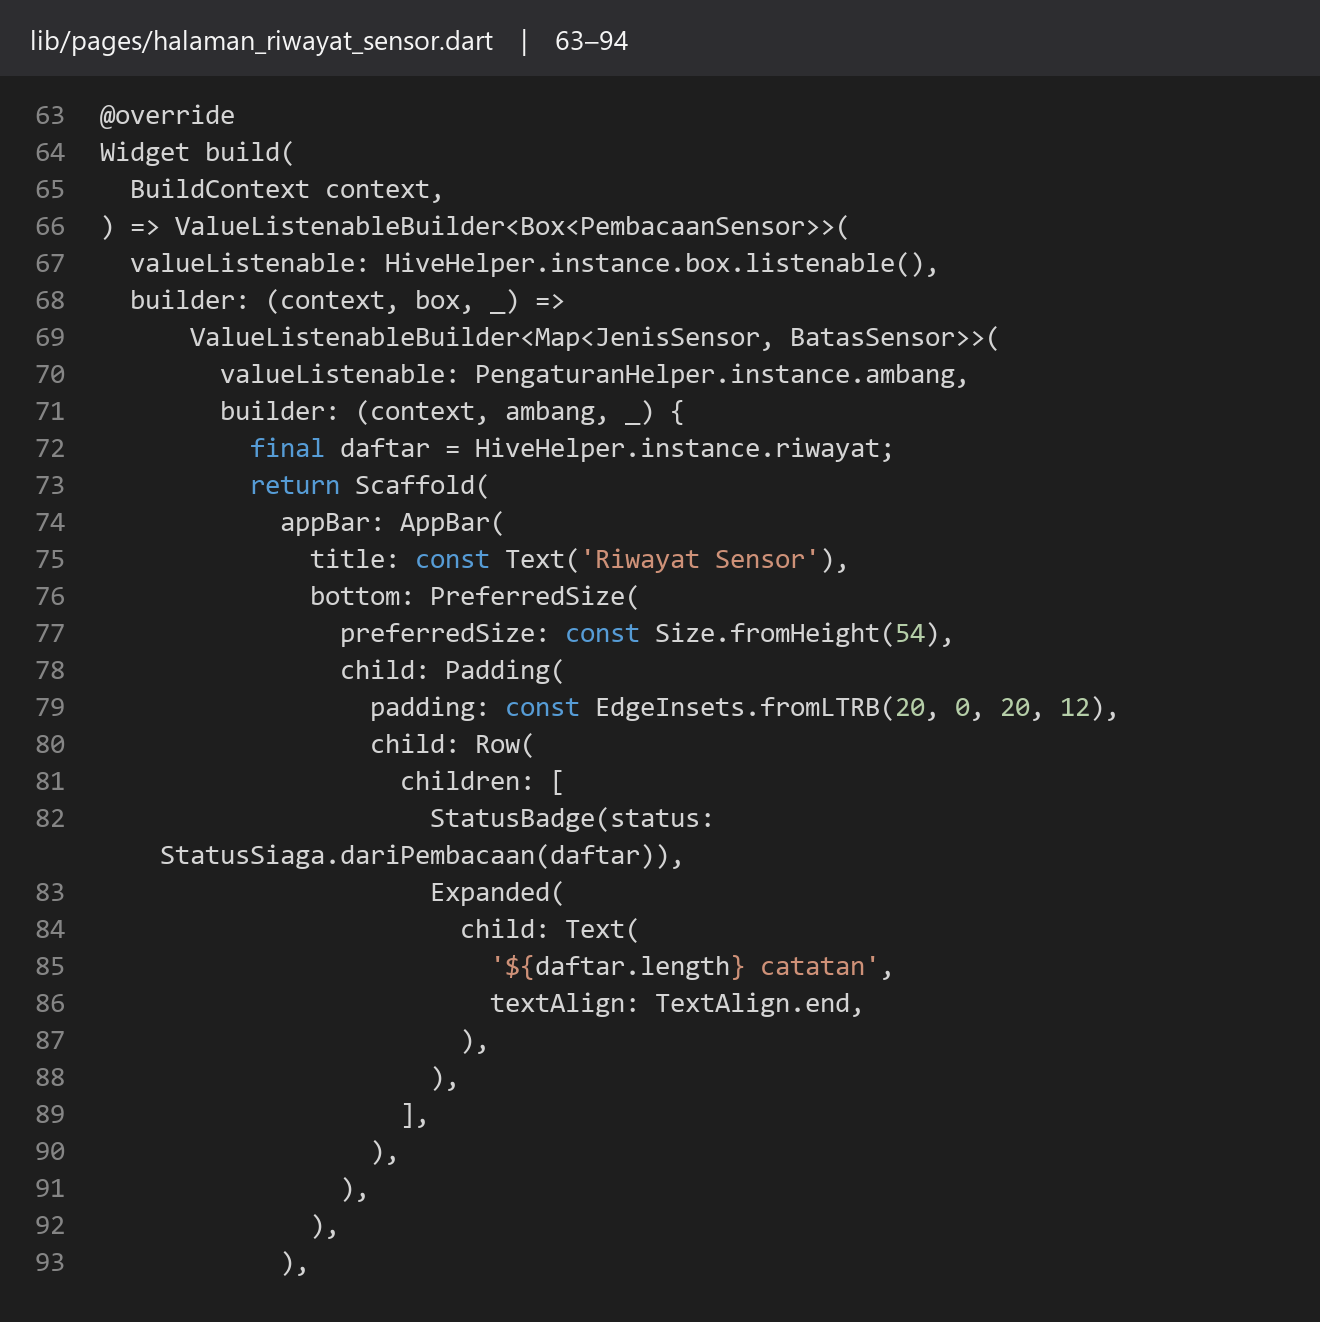 lib/pages/halaman_riwayat_sensor.dart | 63–94
63 @override
64 Widget build(
65   BuildContext context,
66 ) => ValueListenableBuilder<Box<PembacaanSensor>>(
67   valueListenable: HiveHelper.instance.box.listenable(),
68   builder: (context, box, _) =>
69       ValueListenableBuilder<Map<JenisSensor, BatasSensor>>(
70         valueListenable: PengaturanHelper.instance.ambang,
71         builder: (context, ambang, _) {
72           final daftar = HiveHelper.instance.riwayat;
73           return Scaffold(
74             appBar: AppBar(
75               title: const Text('Riwayat Sensor'),
76               bottom: PreferredSize(
77                 preferredSize: const Size.fromHeight(54),
78                 child: Padding(
79                   padding: const EdgeInsets.fromLTRB(20, 0, 20, 12),
80                   child: Row(
81                     children: [
82                       StatusBadge(status:
    StatusSiaga.dariPembacaan(daftar)),
83                       Expanded(
84                         child: Text(
85                           '${daftar.length} catatan',
86                           textAlign: TextAlign.end,
87                         ),
88                       ),
89                     ],
90                   ),
91                 ),
92               ),
93             ),